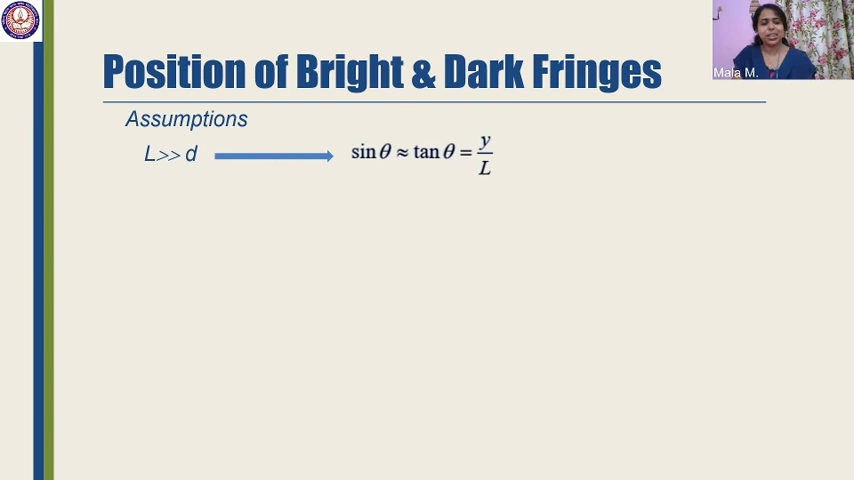 Position of Bright & Dark Fringes
Mala M.
Assumptions
L>> d
sin θ ≈ tan θ = y/L